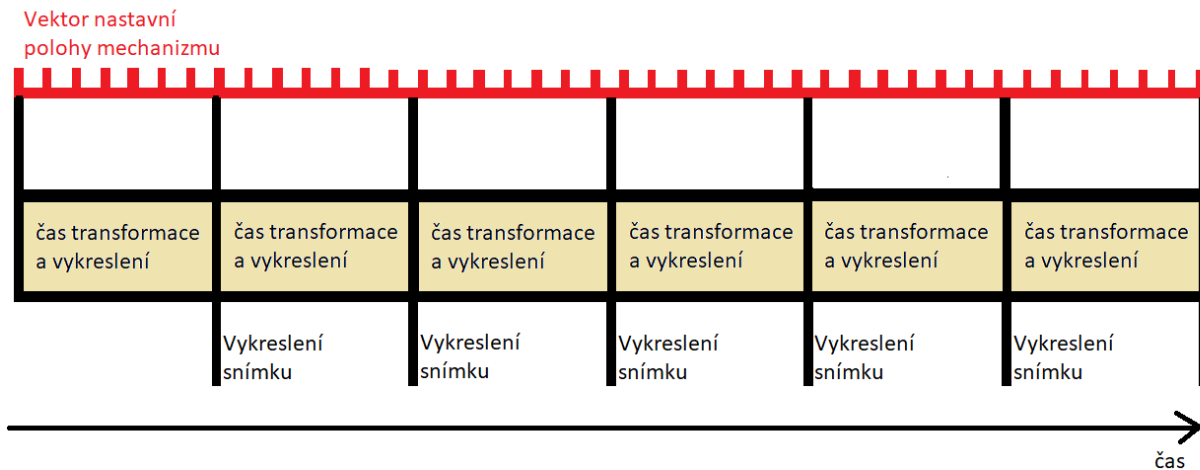 Vektor nastavní
polohy mechanizmu
čas transformace
a vykreslení
čas transformace
a vykreslení
čas transformace
a vykreslení
čas transformace
a vykreslení
čas transformace
a vykreslení
čas transformace
a vykreslení
Vykreslení
snímku
Vykreslení
snímku
Vykreslení
snímku
Vykreslení
snímku
Vykreslení
snímku
čas